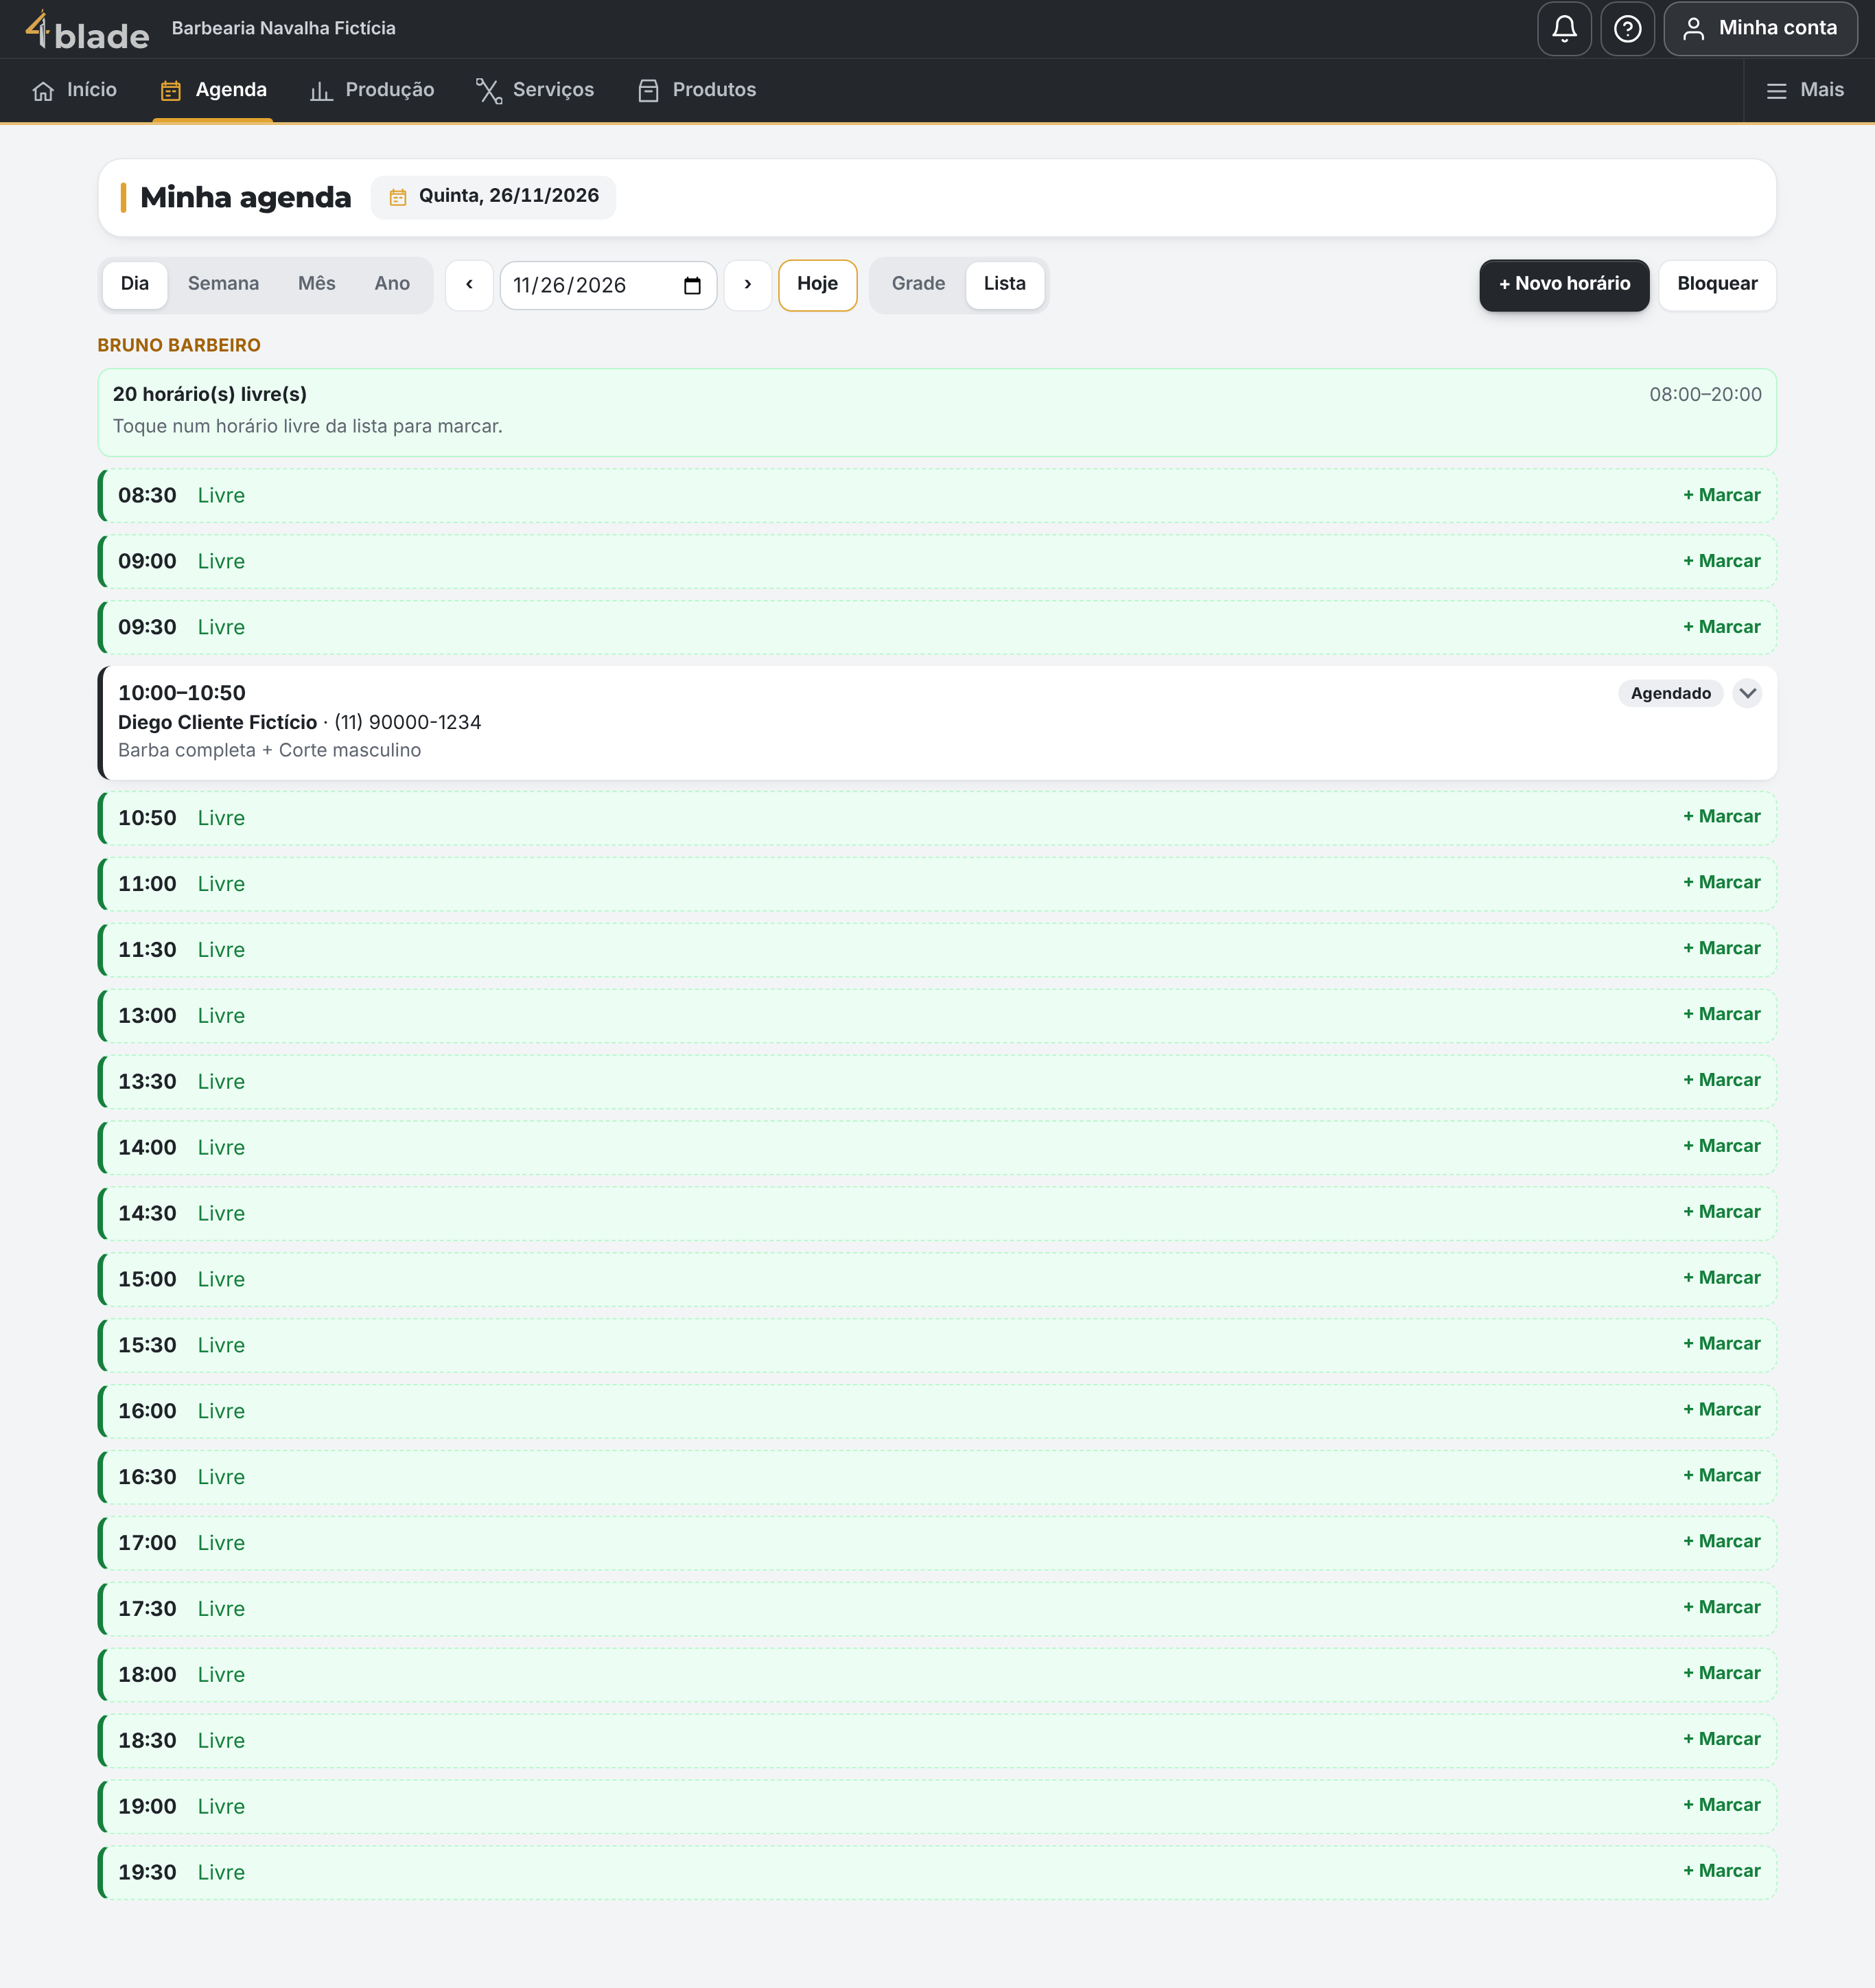 4blade Barbearia Navalha Fictícia Minha conta
Início Agenda Produção Serviços Produtos Mais
Minha agenda Quinta, 26/11/2026
Dia Semana Mês Ano ‹ 11/26/2026 › Hoje Grade Lista + Novo horário Bloquear
BRUNO BARBEIRO
20 horário(s) livre(s) 08:00–20:00
Toque num horário livre da lista para marcar.
08:30 Livre + Marcar
09:00 Livre + Marcar
09:30 Livre + Marcar
10:00–10:50 Agendado
Diego Cliente Fictício · (11) 90000-1234
Barba completa + Corte masculino
10:50 Livre + Marcar
11:00 Livre + Marcar
11:30 Livre + Marcar
13:00 Livre + Marcar
13:30 Livre + Marcar
14:00 Livre + Marcar
14:30 Livre + Marcar
15:00 Livre + Marcar
15:30 Livre + Marcar
16:00 Livre + Marcar
16:30 Livre + Marcar
17:00 Livre + Marcar
17:30 Livre + Marcar
18:00 Livre + Marcar
18:30 Livre + Marcar
19:00 Livre + Marcar
19:30 Livre + Marcar